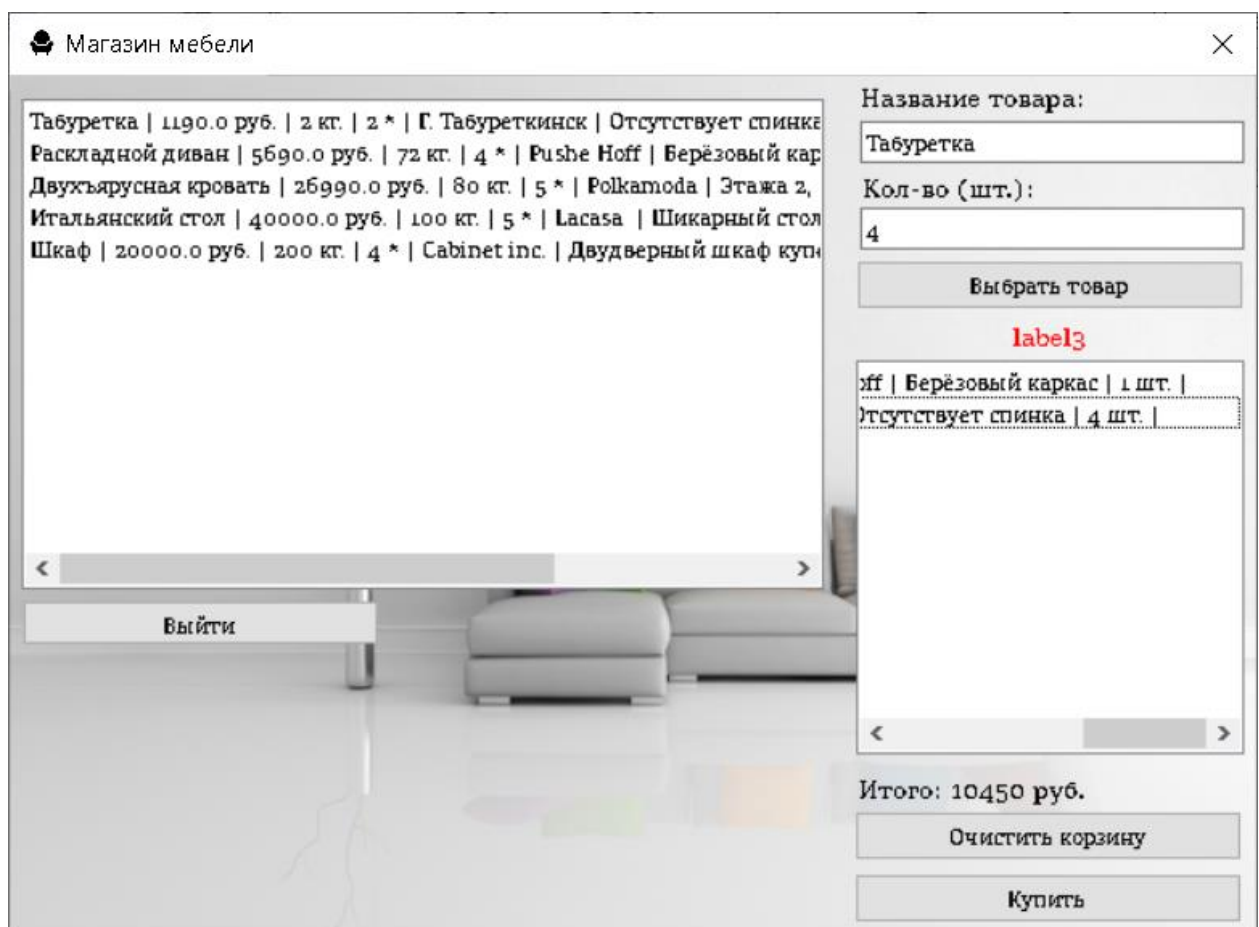 Магазин мебели
Табуретка | 1190.0 руб. | 2 кг. | 2 * | Г. Табуреткинск | Отсутствует спинка
Раскладной диван | 5690.0 руб. | 72 кг. | 4 * | Pushe Hoff | Берёзовый кар
Двухъярусная кровать | 26990.0 руб. | 80 кг. | 5 * | Polkamoda | Этажа 2,
Итальянский стол | 40000.0 руб. | 100 кг. | 5 * | Lacasa | Шикарный стол
Шкаф | 20000.0 руб. | 200 кг. | 4 * | Cabinet inc. | Двудверный шкаф купе
Выйти
Название товара:
Табуретка
Кол-во (шт.):
4
Выбрать товар
label3
off | Берёзовый каркас | 1 шт. |
Отсутствует спинка | 4 шт. |
Итого: 10450 руб.
Очистить корзину
Купить